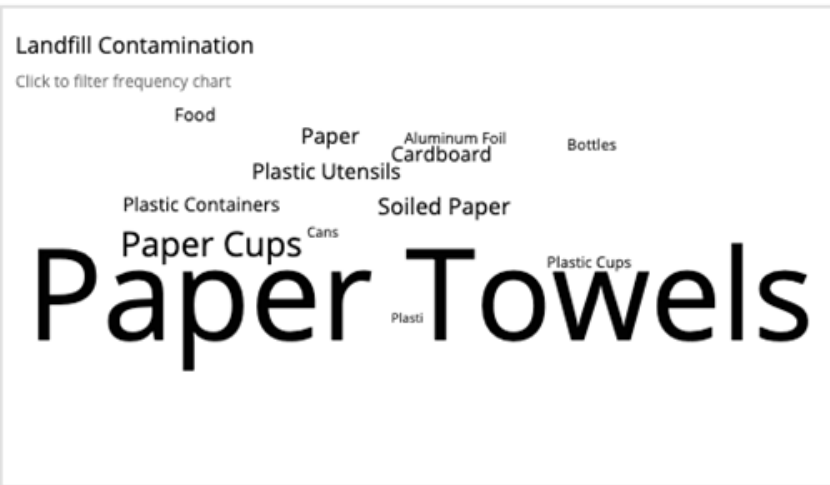 Landfill Contamination
Click to filter frequency chart
Food
Paper
Aluminum Foil
Bottles
Cardboard
Plastic Utensils
Plastic Containers
Soiled Paper
Paper Cups
Cans
Plastic Cups
Paper Towels
Plasti